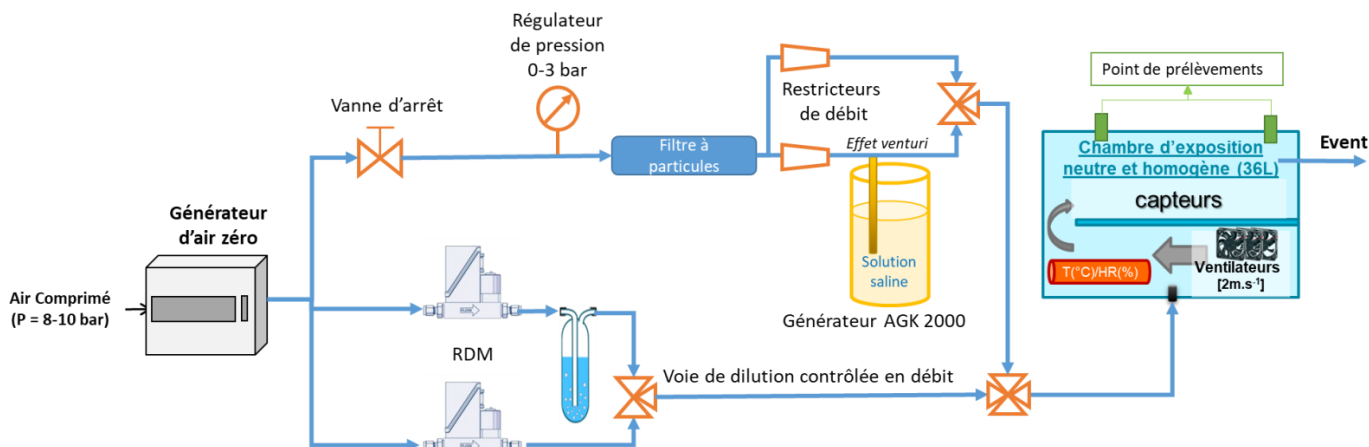 Régulateur
de pression
0-3 bar
Vanne d'arrêt
Restricteurs
de débit
Point de prélèvements
Filtre à
particules
Effet venturi
Event
Chambre d'exposition
neutre et homogène (36L)
capteurs
Générateur
d'air zéro
Solution
saline
T(°C)/HR(%)
Ventilateurs
[2m.s⁻¹]
Air Comprimé
(P = 8-10 bar)
Générateur AGK 2000
RDM
Voie de dilution contrôlée en débit